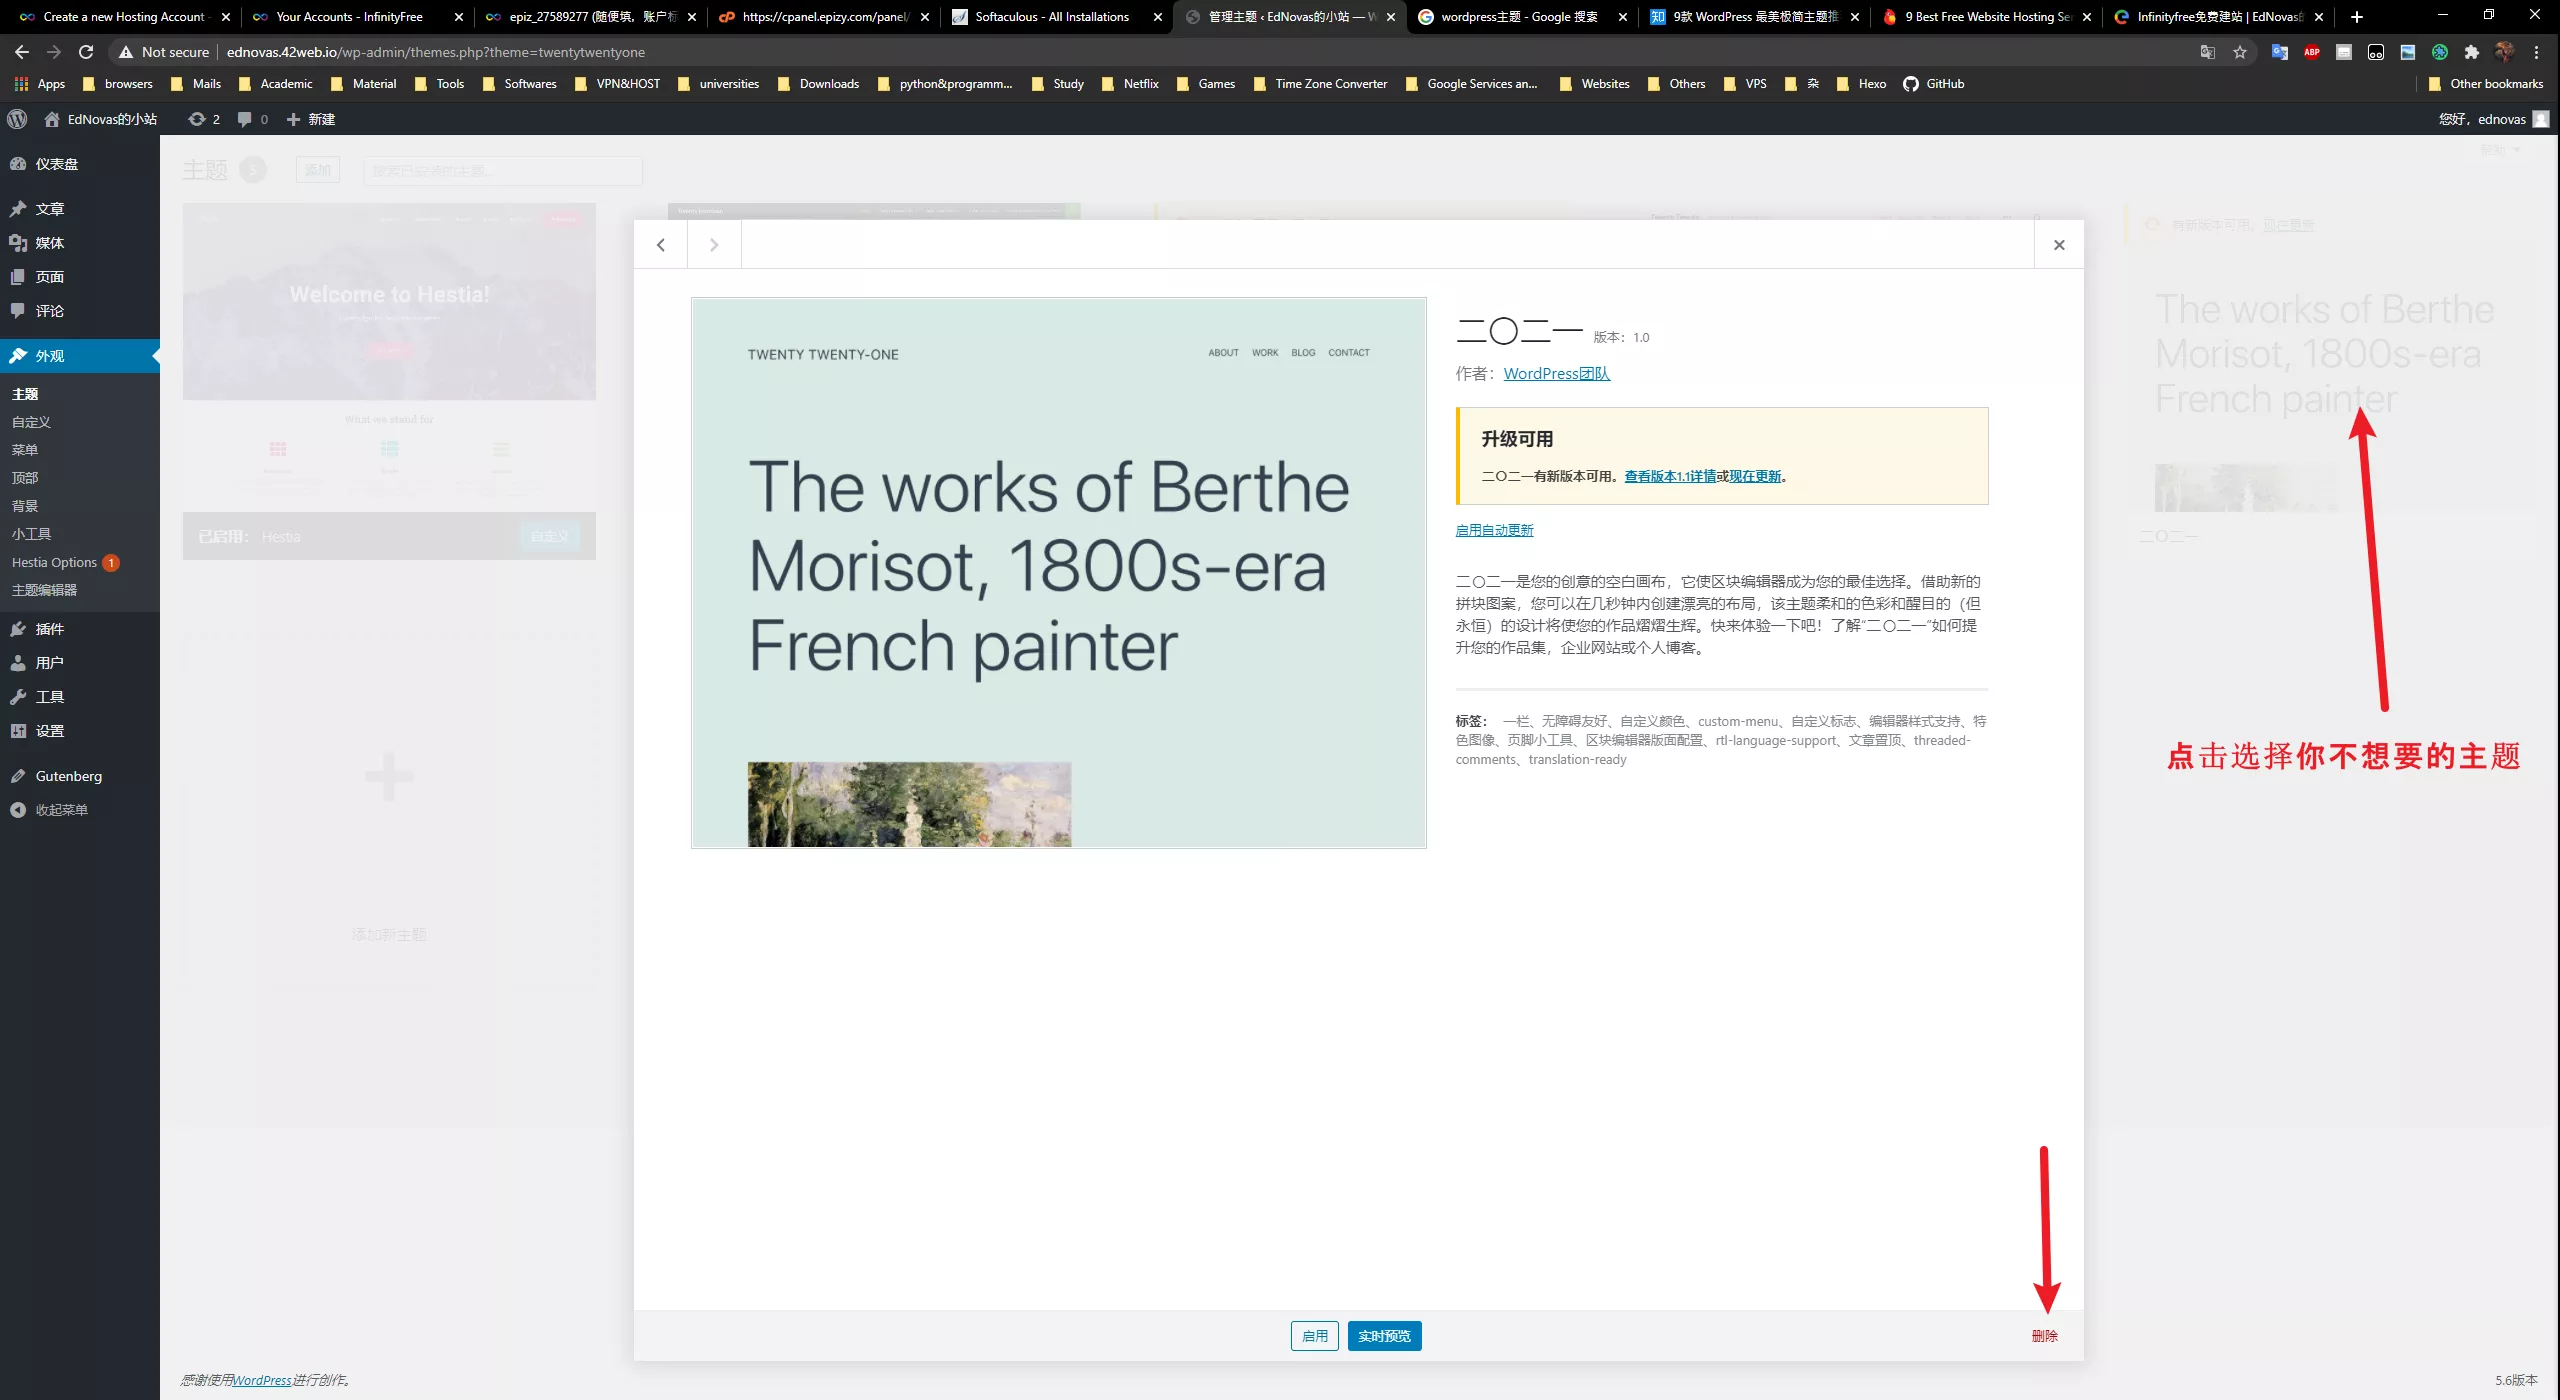 Create a new Hosting Account -
Your Accounts - InfinityFree
epiz_27589277 (随便填，账户标
https://cpanel.epizy.com/panel/
Softaculous - All Installations
管理主题 ‹ EdNovas的小站 — W
wordpress主题 - Google 搜索
9款 WordPress 最美极简主题推
9 Best Free Website Hosting Se
Infinityfree免费建站 | EdNovas的
Not secure
ednovas.42web.io/wp-admin/themes.php?theme=twentytwentyone
Apps
browsers
Mails
Academic
Material
Tools
Softwares
VPN&HOST
universities
Downloads
python&programm...
Study
Netflix
Games
Time Zone Converter
Google Services an...
Websites
Others
VPS
杂
Hexo
GitHub
Other bookmarks
EdNovas的小站
2
0
新建
您好，ednovas
仪表盘
文章
媒体
页面
评论
外观
主题
自定义
菜单
顶部
背景
小工具
Hestia Options 1
主题编辑器
插件
用户
工具
设置
Gutenberg
收起菜单
主题
添加
搜索已安装的主题...
帮助
Welcome to Hestia!
What we stand for
已启用： Hestia
自定义
添加新主题
TWENTY TWENTY-ONE
ABOUT WORK BLOG CONTACT
The works of Berthe
Morisot, 1800s-era
French painter
二〇二一 版本：1.0
作者：WordPress团队
升级可用
二〇二一有新版本可用。查看版本1.1详情或现在更新。
启用自动更新
二〇二一是您的创意的空白画布，它使区块编辑器成为您的最佳选择。借助新的
拼块图案，您可以在几秒钟内创建漂亮的布局，该主题柔和的色彩和醒目的（但
永恒）的设计将使您的作品熠熠生辉。快来体验一下吧！了解“二〇二一”如何提
升您的作品集，企业网站或个人博客。
标签： 一栏、无障碍友好、自定义颜色、custom-menu、自定义标志、编辑器样式支持、特
色图像、页脚小工具、区块编辑器版面配置、rtl-language-support、文章置顶、threaded-
comments、translation-ready
有新版本可用。现在更新
The works of Berthe
Morisot, 1800s-era
French painter
二〇二一
点击选择你不想要的主题
启用
实时预览
删除
感谢使用WordPress进行创作。
5.6版本